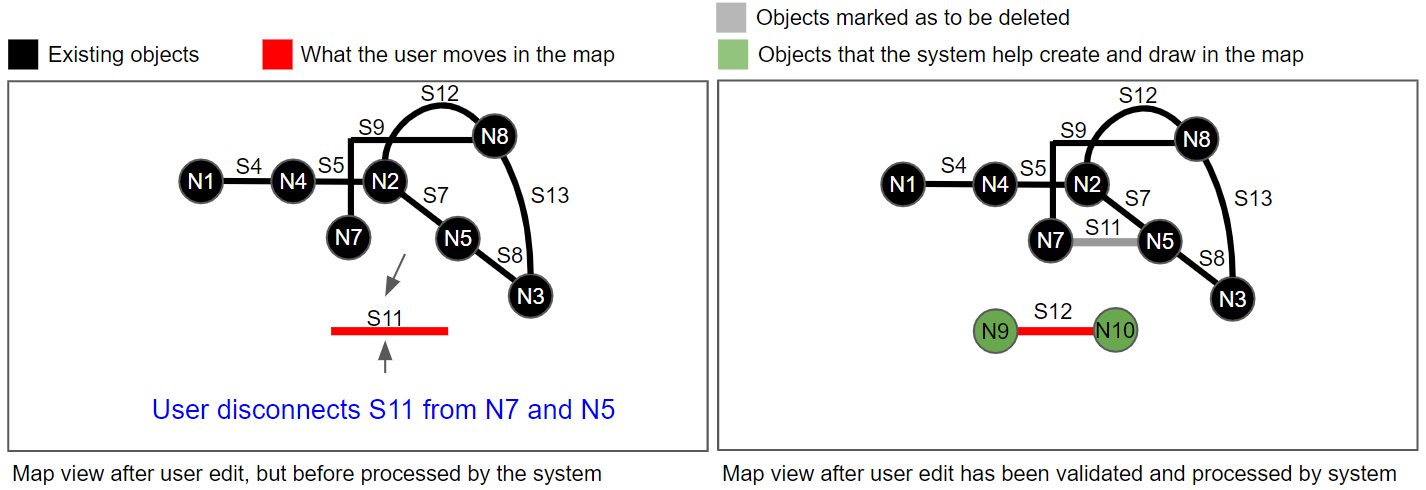 Objects marked as to be deleted
Existing objects
What the user moves in the map
Objects that the system help create and draw in the map
S12
S9
N8
S4
S5
N1
N4
N2
S7
S13
N7
N5
S8
N3
S11
User disconnects S11 from N7 and N5
Map view after user edit, but before processed by the system
S12
S9
N8
S4
S5
N1
N4
N2
S7
S13
S11
N7
N5
S8
N3
S12
N9
N10
Map view after user edit has been validated and processed by system